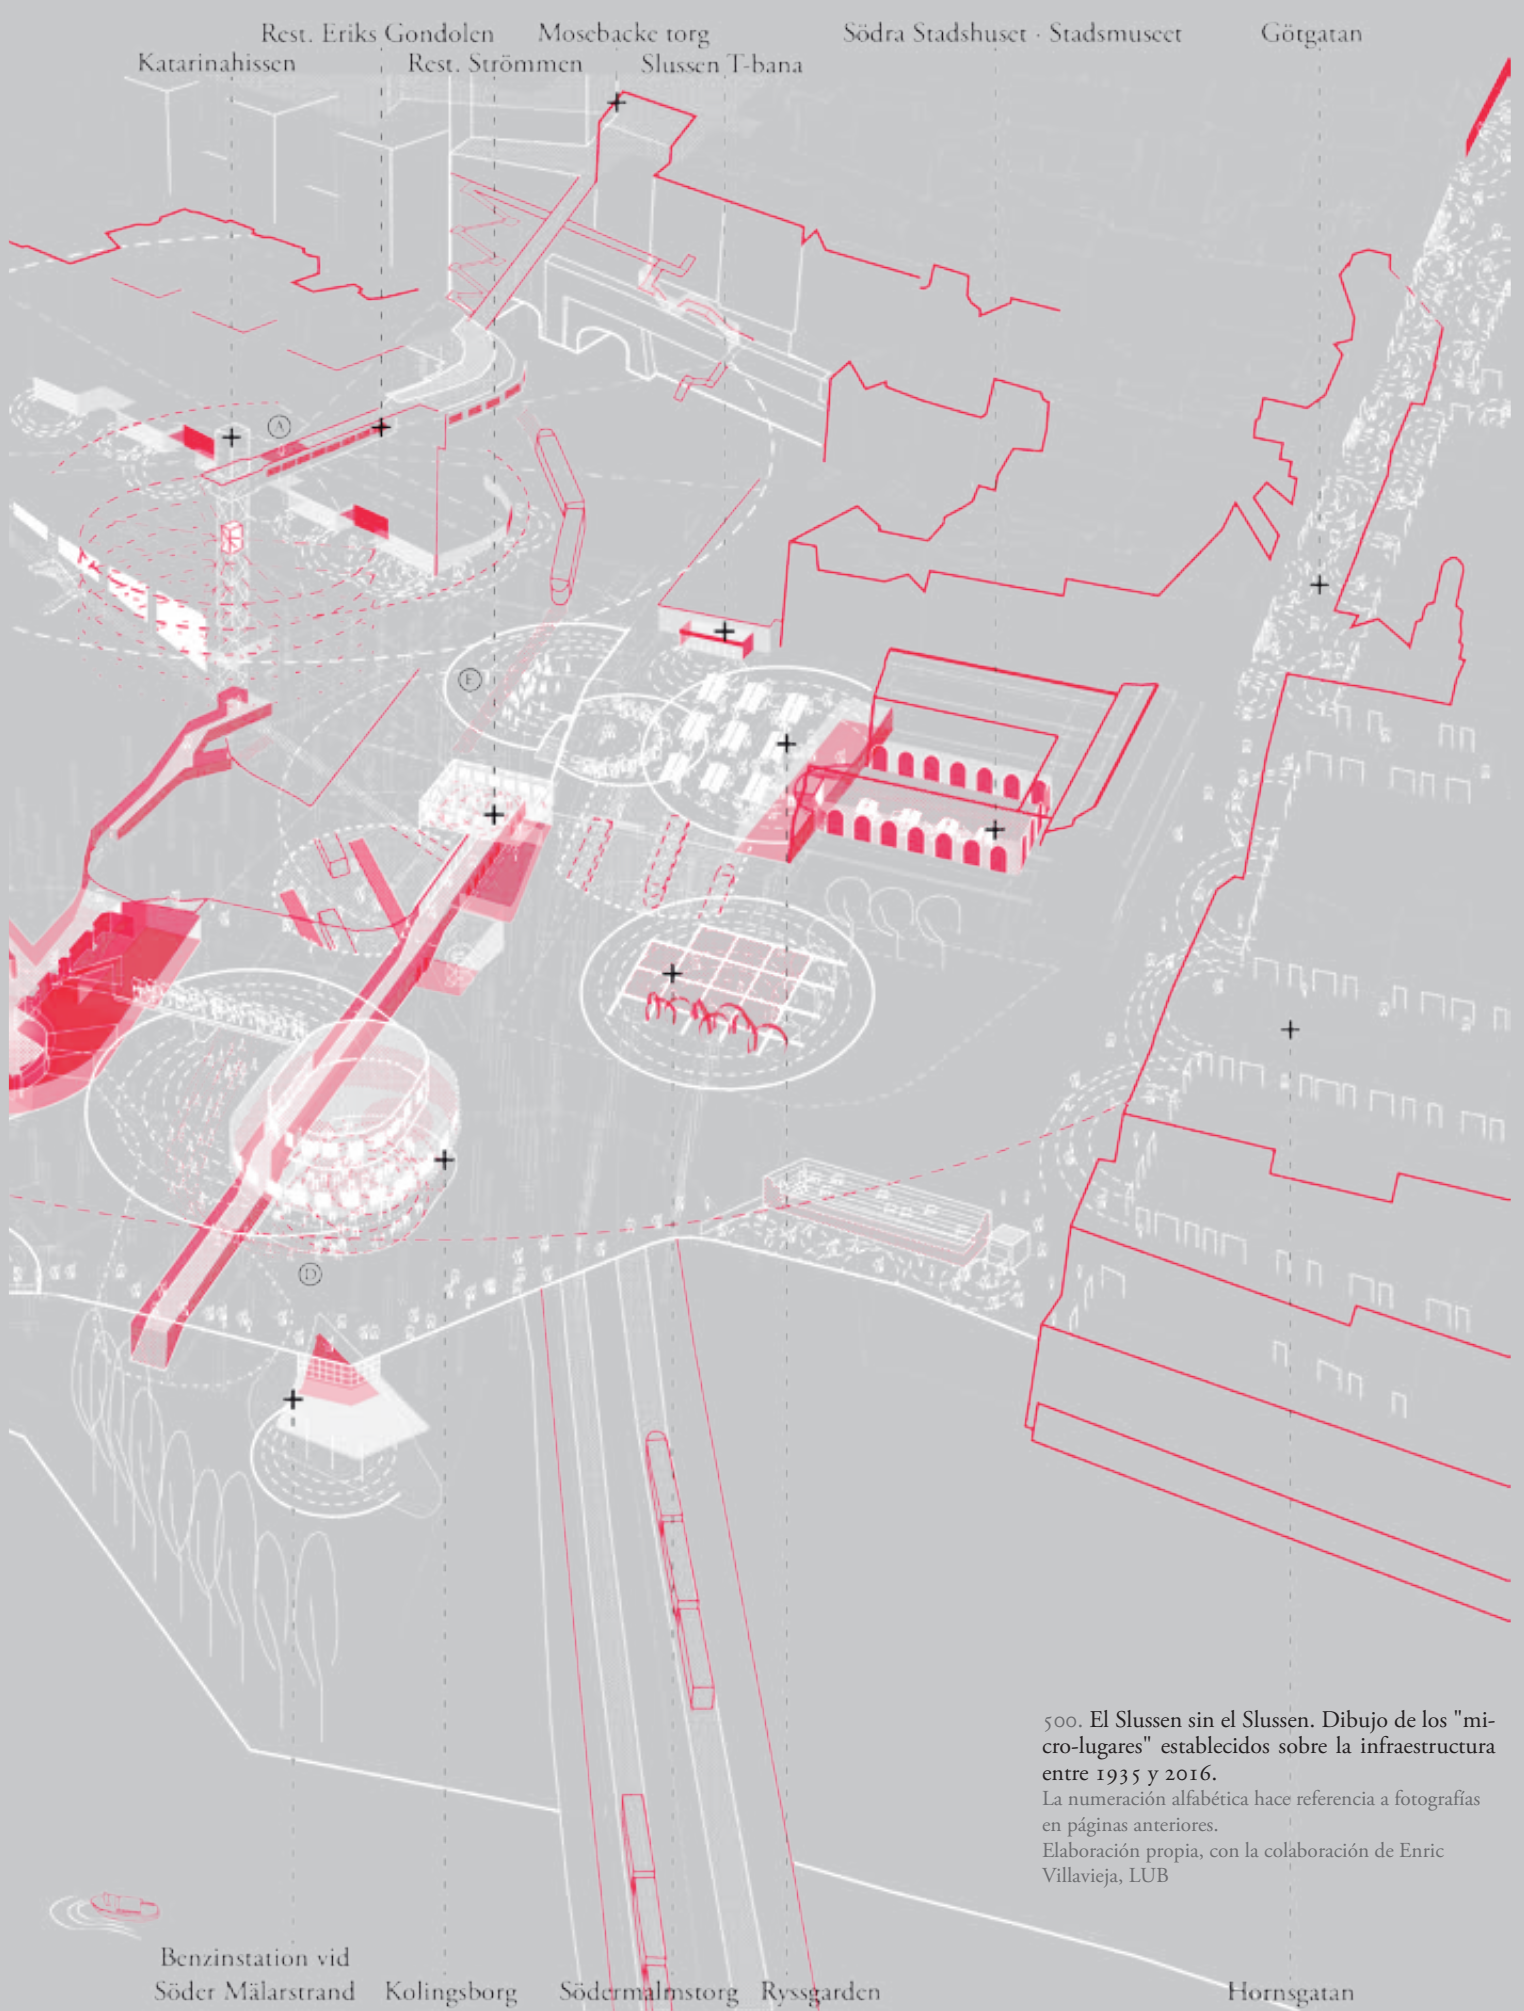 Rest. Eriks Gondolen Mosebacke torg Södra Stadshuset · Stadsmuseet Götgatan
Katarinahissen Rest. Strömmen Slussen T-bana
A
E
D
500. El Slussen sin el Slussen. Dibujo de los "mi-
cro-lugares" establecidos sobre la infraestructura
entre 1935 y 2016.
La numeración alfabética hace referencia a fotografías
en páginas anteriores.
Elaboración propia, con la colaboración de Enric
Villavieja, LUB
Benzinstation vid
Söder Mälarstrand Kolingsborg Södermalmstorg Ryssgarden Hornsgatan